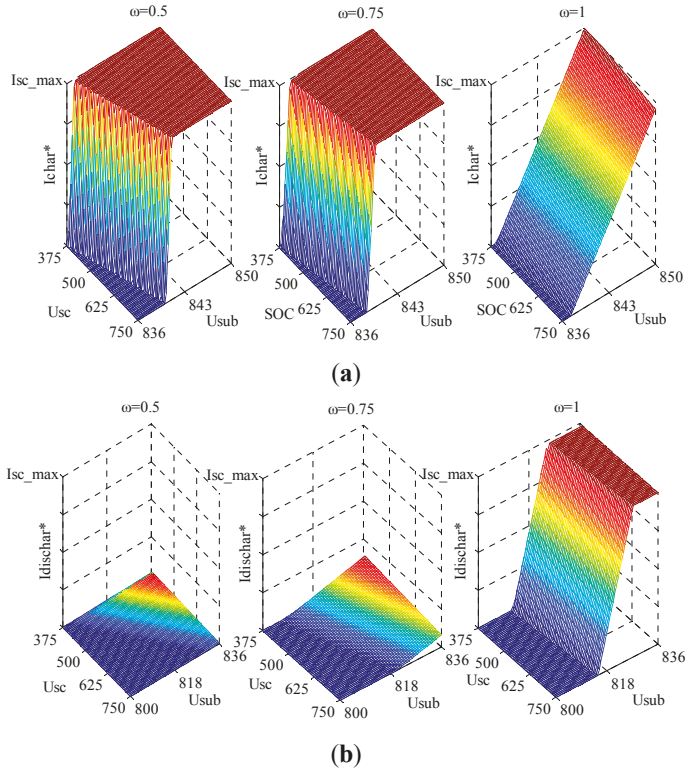 ω=0.5
ω=0.75
ω=1
Isc_max
Isc_max
Isc_max
Ichar*
Ichar*
Ichar*
375
500
625
750
Usc
836
843
850
Usub
375
500
625
750
SOC
836
843
850
Usub
375
500
625
750
SOC
836
843
850
Usub
(a)
ω=0.5
ω=0.75
ω=1
Isc_max
Isc_max
Isc_max
Idischar*
Idischar*
Idischar*
375
500
625
750
Usc
800
818
836
Usub
375
500
625
750
Usc
800
818
836
Usub
375
500
625
750
Usc
800
818
836
Usub
(b)